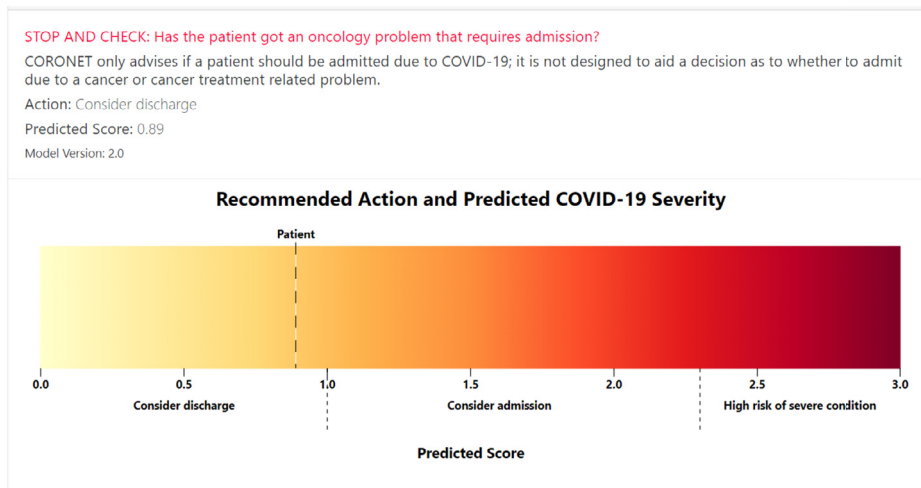 STOP AND CHECK: Has the patient got an oncology problem that requires admission?
CORONET only advises if a patient should be admitted due to COVID-19; it is not designed to aid a decision as to whether to admit
due to a cancer or cancer treatment related problem.
Action: Consider discharge
Predicted Score: 0.89
Model Version: 2.0
Recommended Action and Predicted COVID-19 Severity
Patient
0.0 0.5 1.0 1.5 2.0 2.5 3.0
Consider discharge Consider admission High risk of severe condition
Predicted Score